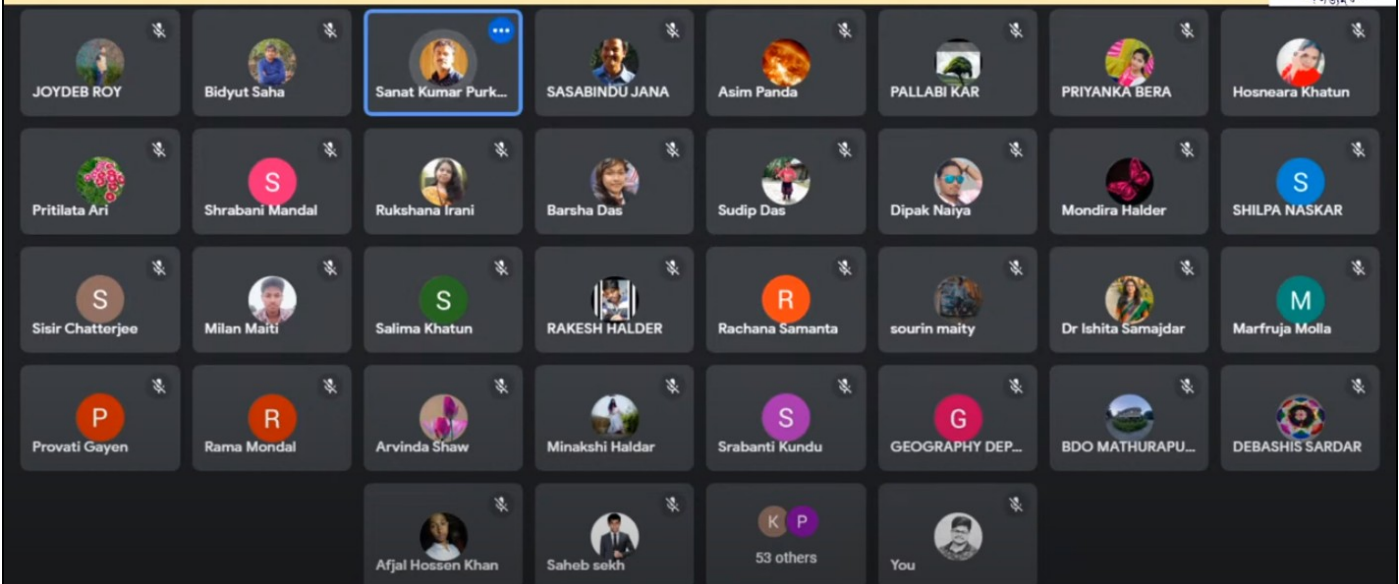 JOYDEB ROY
Bidyut Saha
Sanat Kumar Purk...
SASABINDU JANA
Asim Panda
PALLABI KAR
PRIYANKA BERA
Hosneara Khatun
Pritilata Ari
S
Shrabani Mandal
Rukshana Irani
Barsha Das
Sudip Das
Dipak Naiya
Mondira Halder
S
SHILPA NASKAR
S
Sisir Chatterjee
Milan Maiti
S
Salima Khatun
RAKESH HALDER
R
Rachana Samanta
sourin maity
Dr Ishita Samajdar
M
Marfruja Molla
P
Provati Gayen
R
Rama Mondal
Arvinda Shaw
Minakshi Haldar
S
Srabanti Kundu
G
GEOGRAPHY DEP...
BDO MATHURAPU...
DEBASHIS SARDAR
Afjal Hossen Khan
Saheb sekh
K P
53 others
You